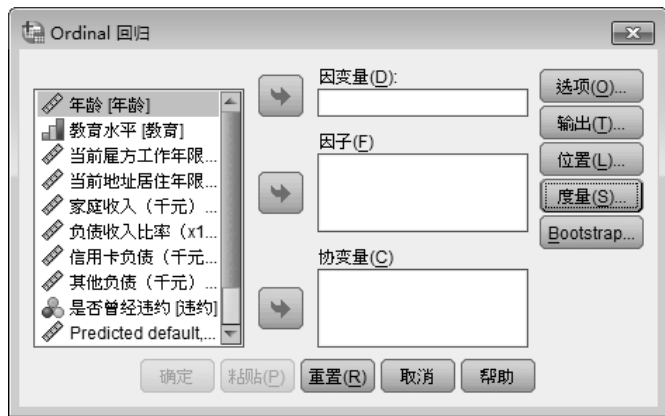 Ordinal 回归
年龄 [年龄]
教育水平 [教育]
当前雇方工作年限...
当前地址居住年限...
家庭收入（千元）...
负债收入比率（x1...
信用卡负债（千元...
其他负债（千元）...
是否曾经违约 [违约]
Predicted default,...
因变量(D):
因子(F)
协变量(C)
选项(O)...
输出(T)...
位置(L)...
度量(S)...
Bootstrap...
确定
粘贴(P)
重置(R)
取消
帮助